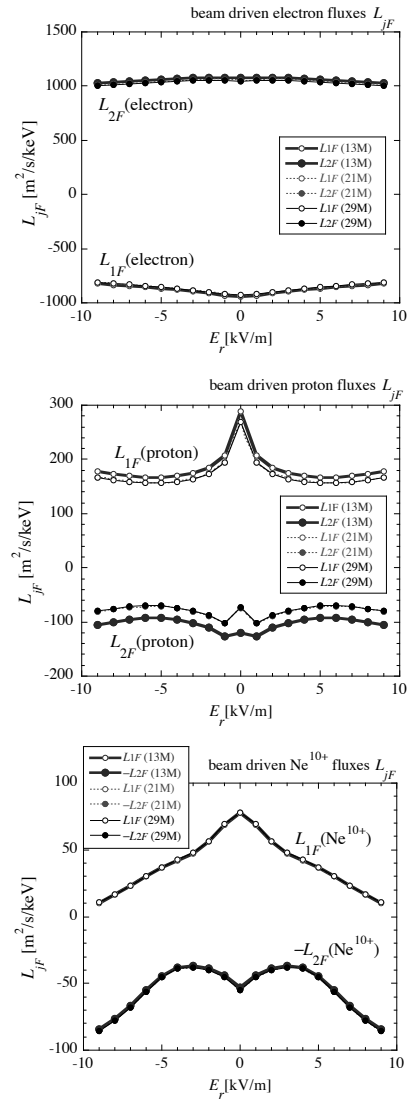 beam driven electron fluxes L_jF
1500
1000
500
0
-500
-1000
L_jF [m²/s/keV]
L_2F(electron)
L1F (13M)
L2F (13M)
L1F (21M)
L2F (21M)
L1F (29M)
L2F (29M)
L_1F(electron)
-10 -5 0 5 10
E_r[kV/m]
beam driven proton fluxes L_jF
300
200
100
0
-100
-200
L_jF [m²/s/keV]
L_1F(proton)
L1F (13M)
L2F (13M)
L1F (21M)
L2F (21M)
L1F (29M)
L2F (29M)
L_2F(proton)
-10 -5 0 5 10
E_r[kV/m]
beam driven Ne¹⁰⁺ fluxes L_jF
L1F (13M)
−L2F (13M)
L1F (21M)
−L2F (21M)
L1F (29M)
−L2F (29M)
100
50
0
-50
-100
L_jF [m²/s/keV]
L_1F(Ne¹⁰⁺)
−L_2F(Ne¹⁰⁺)
-10 -5 0 5 10
E_r[kV/m]